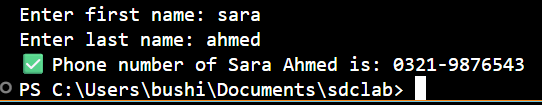 Enter first name: sara
Enter last name: ahmed
✅ Phone number of Sara Ahmed is: 0321-9876543
PS C:\Users\bushi\Documents\sdclab>